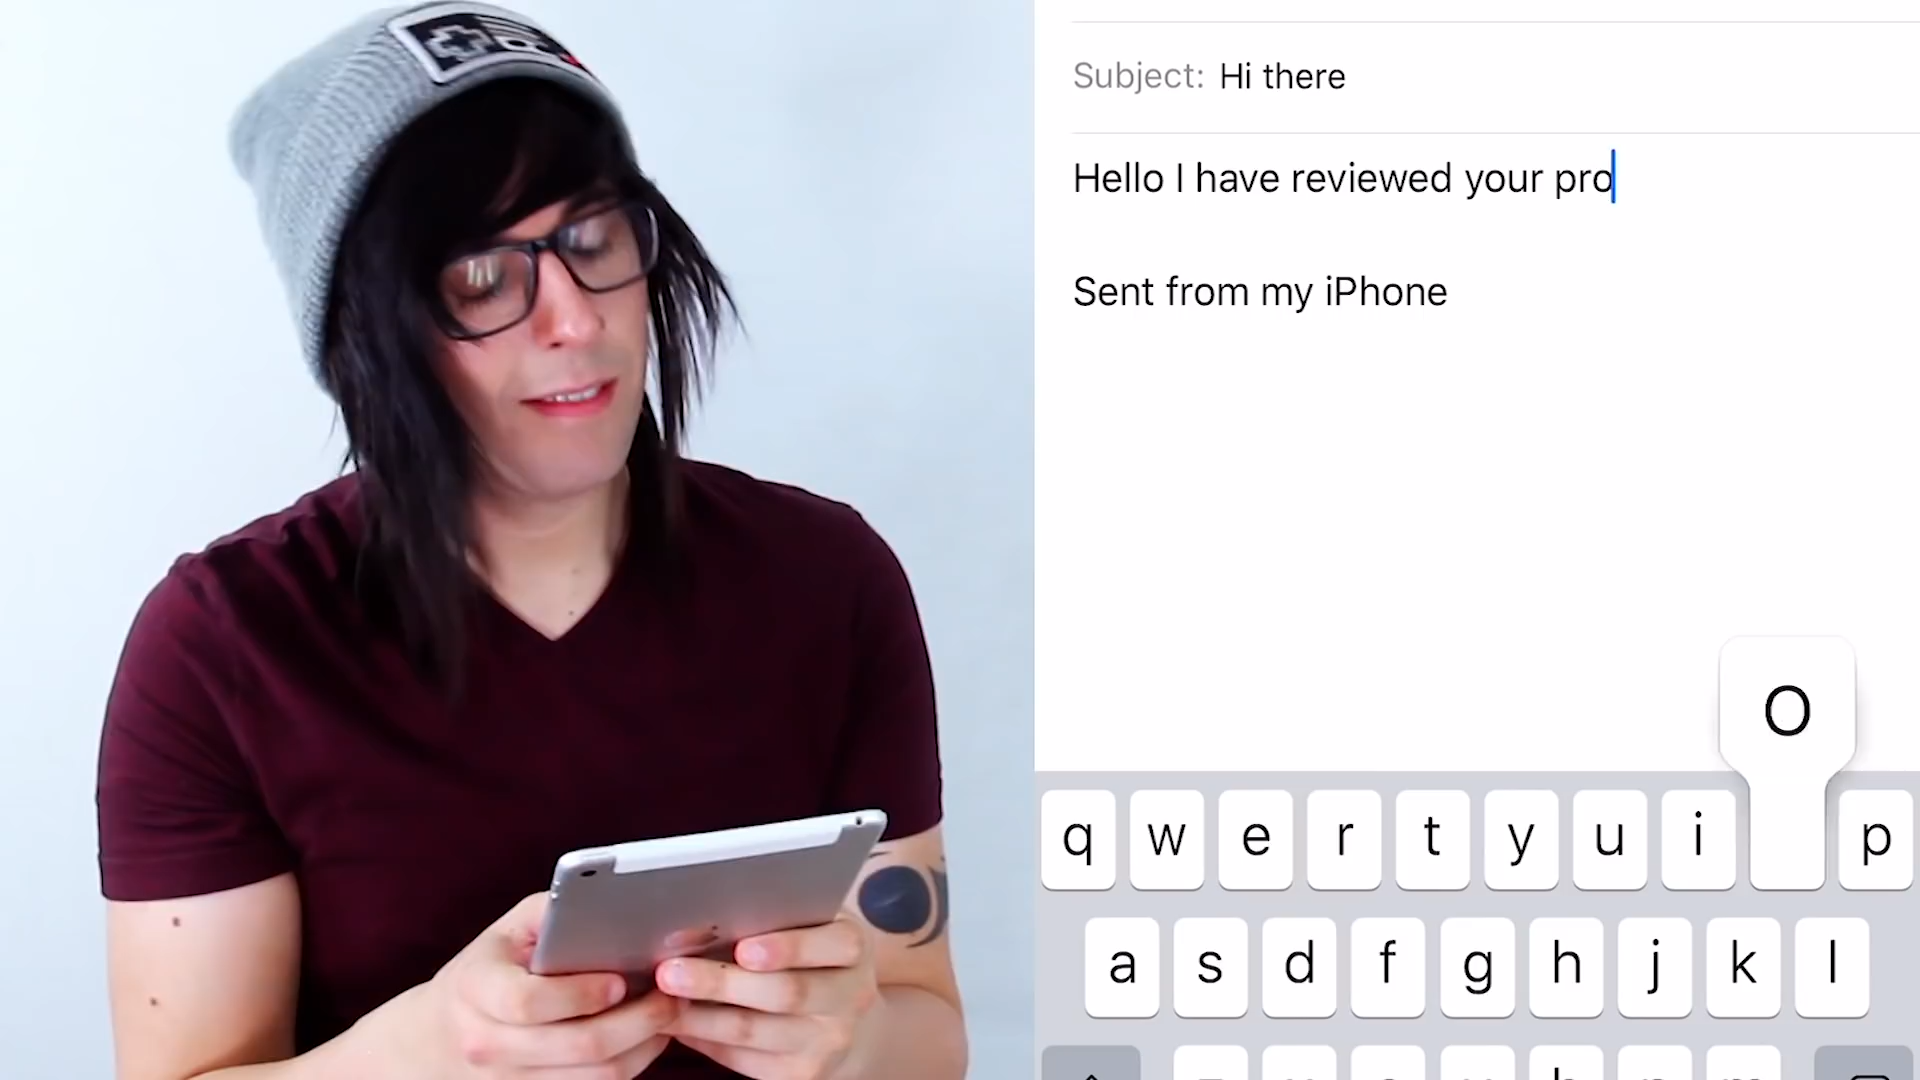 Subject: Hi there
Hello I have reviewed your pro
Sent from my iPhone
O
q w e r t y u i p
a s d f g h j k l